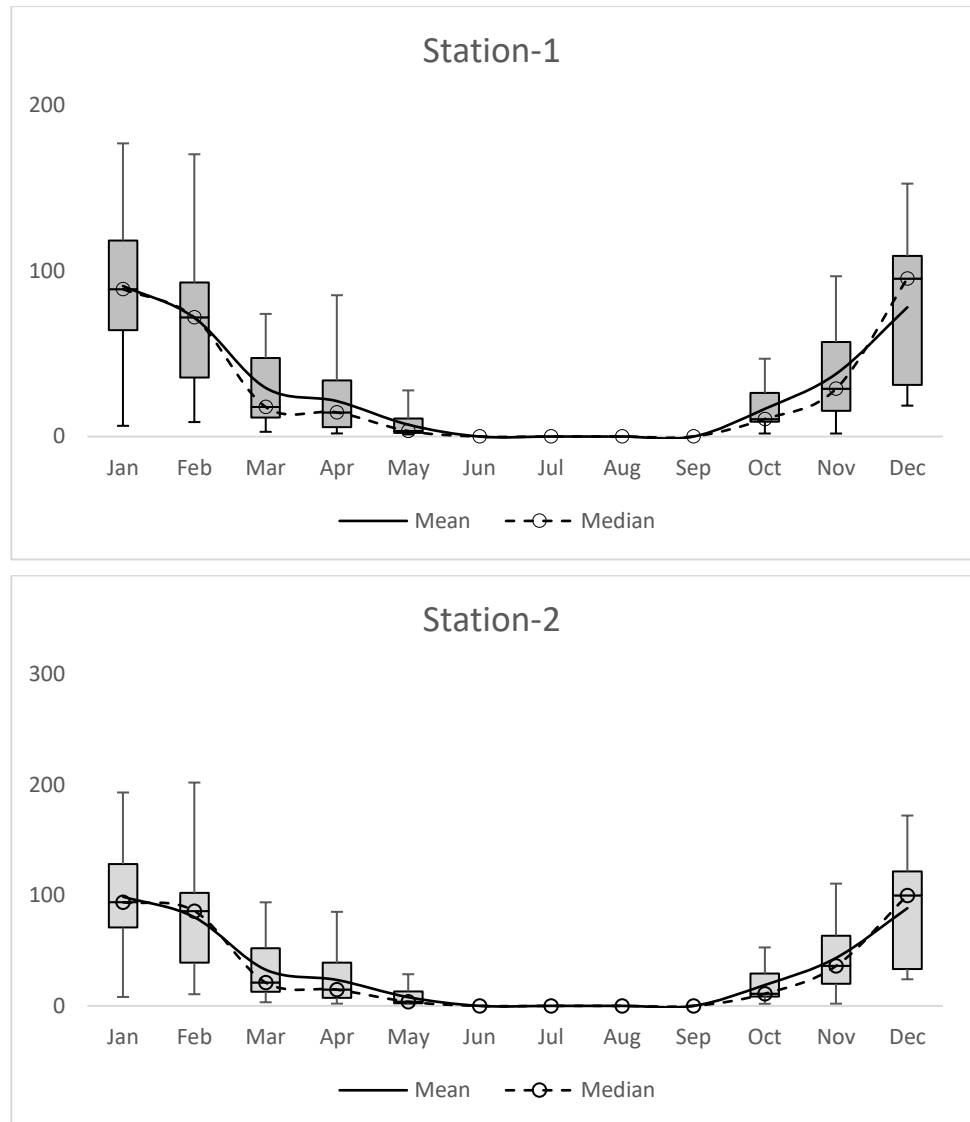 Station-1
200
100
0
Jan Feb Mar Apr May Jun Jul Aug Sep Oct Nov Dec
Mean Median
Station-2
300
200
100
0
Jan Feb Mar Apr May Jun Jul Aug Sep Oct Nov Dec
Mean Median